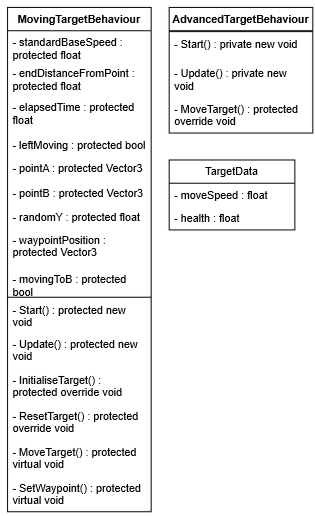 MovingTargetBehaviour
- standardBaseSpeed :
protected float
- endDistanceFromPoint :
protected float
- elapsedTime : protected
float
- leftMoving : protected bool
- pointA : protected Vector3
- pointB : protected Vector3
- randomY : protected float
- waypointPosition :
protected Vector3
- movingToB : protected
bool
- Start() : protected new
void
- Update() : protected new
void
- InitialiseTarget() :
protected override void
- ResetTarget() : protected
override void
- MoveTarget() : protected
virtual void
- SetWaypoint() : protected
virtual void
AdvancedTargetBehaviour
- Start() : private new void
- Update() : private new
void
- MoveTarget() : protected
override void
TargetData
- moveSpeed : float
- health : float